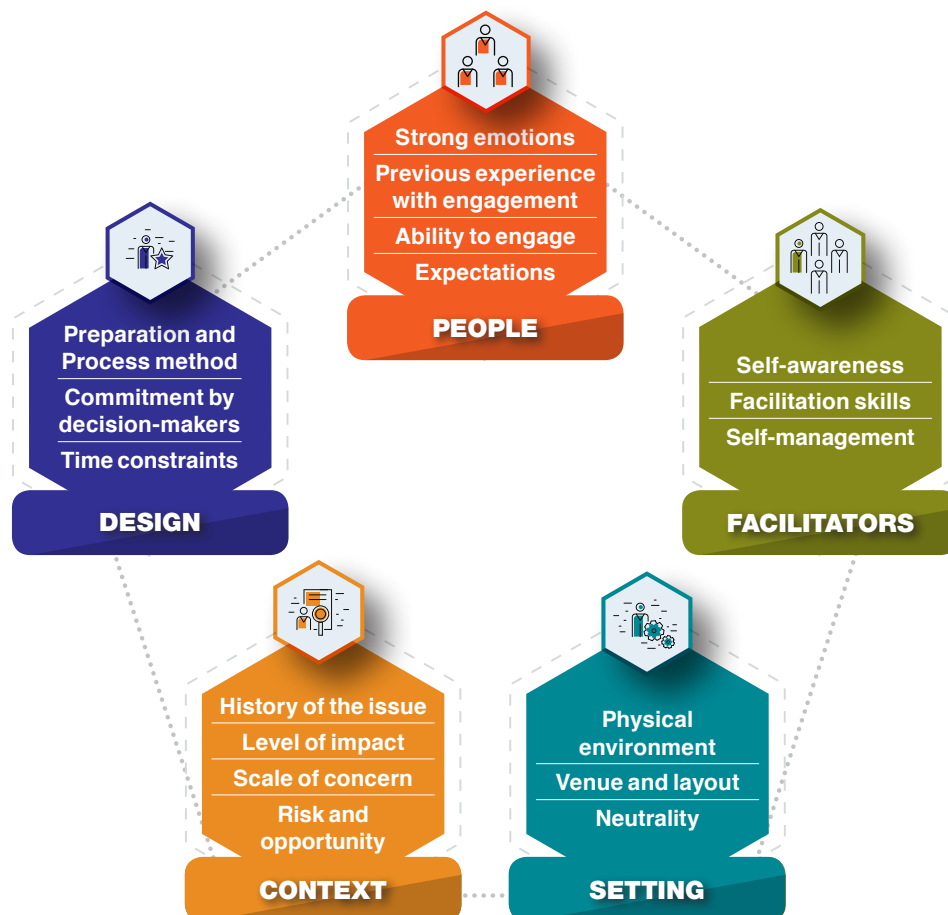 Strong emotions
Previous experience
with engagement
Ability to engage
Expectations
PEOPLE
Preparation and
Process method
Commitment by
decision-makers
Time constraints
DESIGN
Self-awareness
Facilitation skills
Self-management
FACILITATORS
History of the issue
Level of impact
Scale of concern
Risk and
opportunity
CONTEXT
Physical
environment
Venue and layout
Neutrality
SETTING